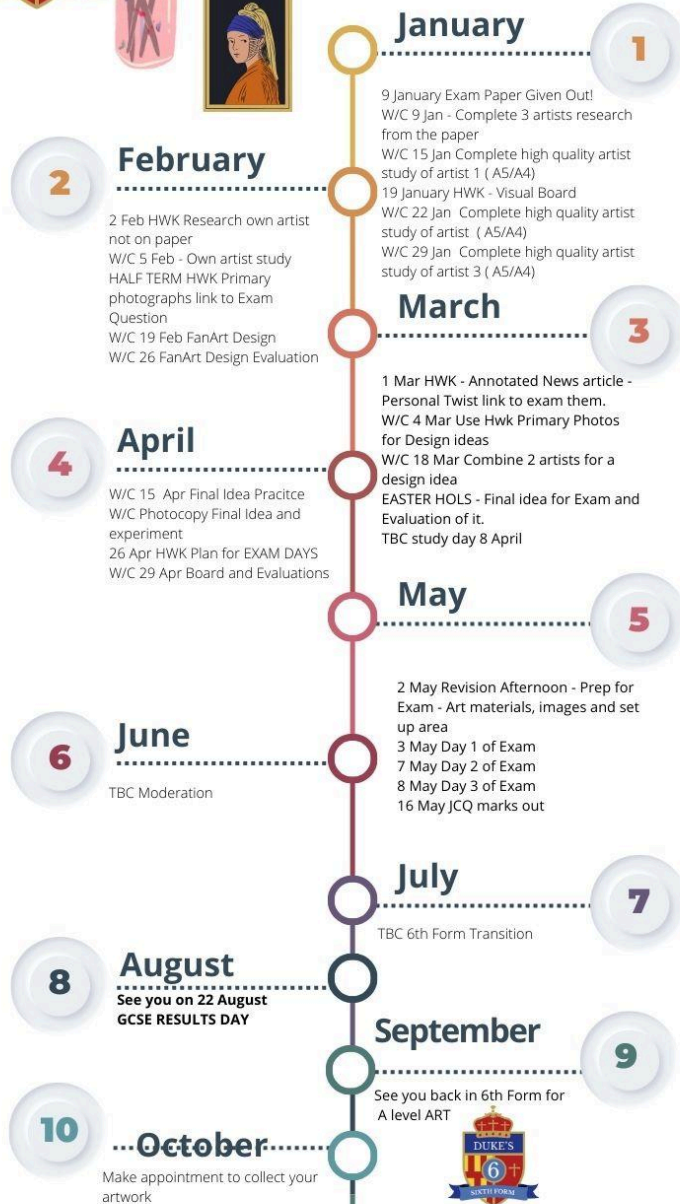 January
1
9 January Exam Paper Given Out!
W/C 9 Jan - Complete 3 artists research
from the paper
W/C 15 Jan Complete high quality artist
study of artist 1 ( A5/A4)
19 January HWK - Visual Board
W/C 22 Jan  Complete high quality artist
study of artist  ( A5/A4)
W/C 29 Jan  Complete high quality artist
study of artist 3 ( A5/A4)
2
February
2 Feb HWK Research own artist
not on paper
W/C 5 Feb - Own artist study
HALF TERM HWK Primary
photographs link to Exam
Question
W/C 19 Feb FanArt Design
W/C 26 FanArt Design Evaluation
March
3
1 Mar HWK - Annotated News article -
Personal Twist link to exam them.
W/C 4 Mar Use Hwk Primary Photos
for Design ideas
W/C 18 Mar Combine 2 artists for a
design idea
EASTER HOLS - Final idea for Exam and
Evaluation of it.
TBC study day 8 April
4
April
W/C 15  Apr Final Idea Pracitce
W/C Photocopy Final Idea and
experiment
26 Apr HWK Plan for EXAM DAYS
W/C 29 Apr Board and Evaluations
May
5
2 May Revision Afternoon - Prep for
Exam - Art materials, images and set
up area
3 May Day 1 of Exam
7 May Day 2 of Exam
8 May Day 3 of Exam
16 May JCQ marks out
6
June
TBC Moderation
July
7
TBC 6th Form Transition
8
August
See you on 22 August
GCSE RESULTS DAY
September
9
See you back in 6th Form for
A level ART
DUKE'S
6
SIXTH FORM
10
October
Make appointment to collect your
artwork